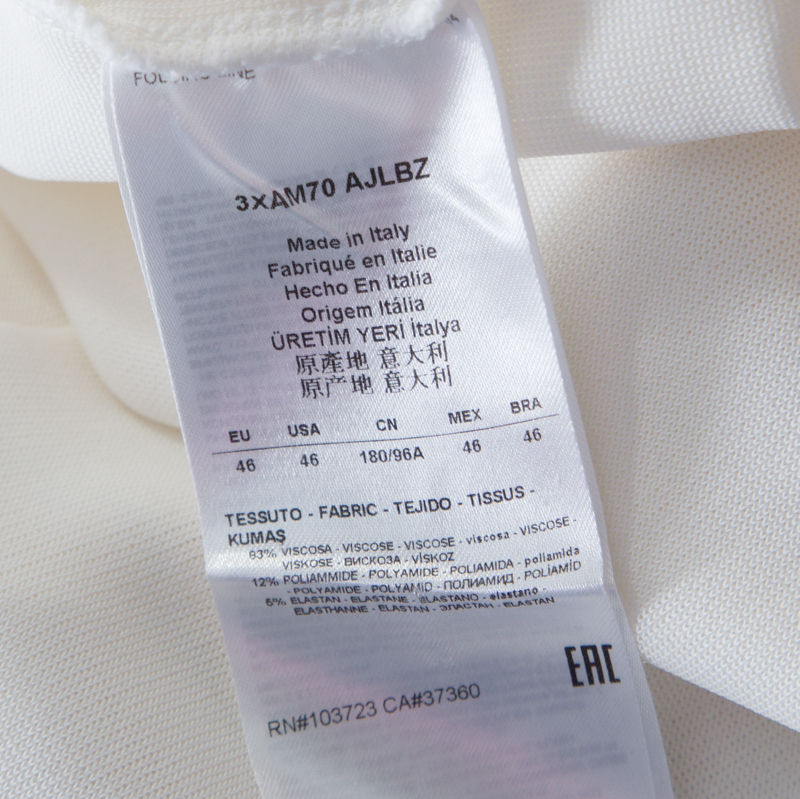 FOLDING LINE
3XAM70 AJLBZ
Made in Italy
Fabriqué en Italie
Hecho En Italia
Origem Itália
ÜRETİM YERİ İtalya
原產地 意大利
原产地 意大利
EU USA CN MEX BRA
46 46 180/96A 46 46
TESSUTO - FABRIC - TEJIDO - TISSUS -
KUMAŞ
83% VISCOSA - VISCOSE - VISCOSE - viscosa - VISCOSE -
VISKOSE - ВИСКОЗА - VİSKOZ
12% POLIAMMIDE - POLYAMIDE - POLIAMIDA - poliamida
- POLYAMIDE - POLYAMID - ПОЛИАМИД - POLİAMİD
5% ELASTAN - ELASTANE - ELASTANO - elastano -
ELASTHANNE - ELASTAN - ЭЛАСТАН - ELASTAN
EAC
RN#103723 CA#37360